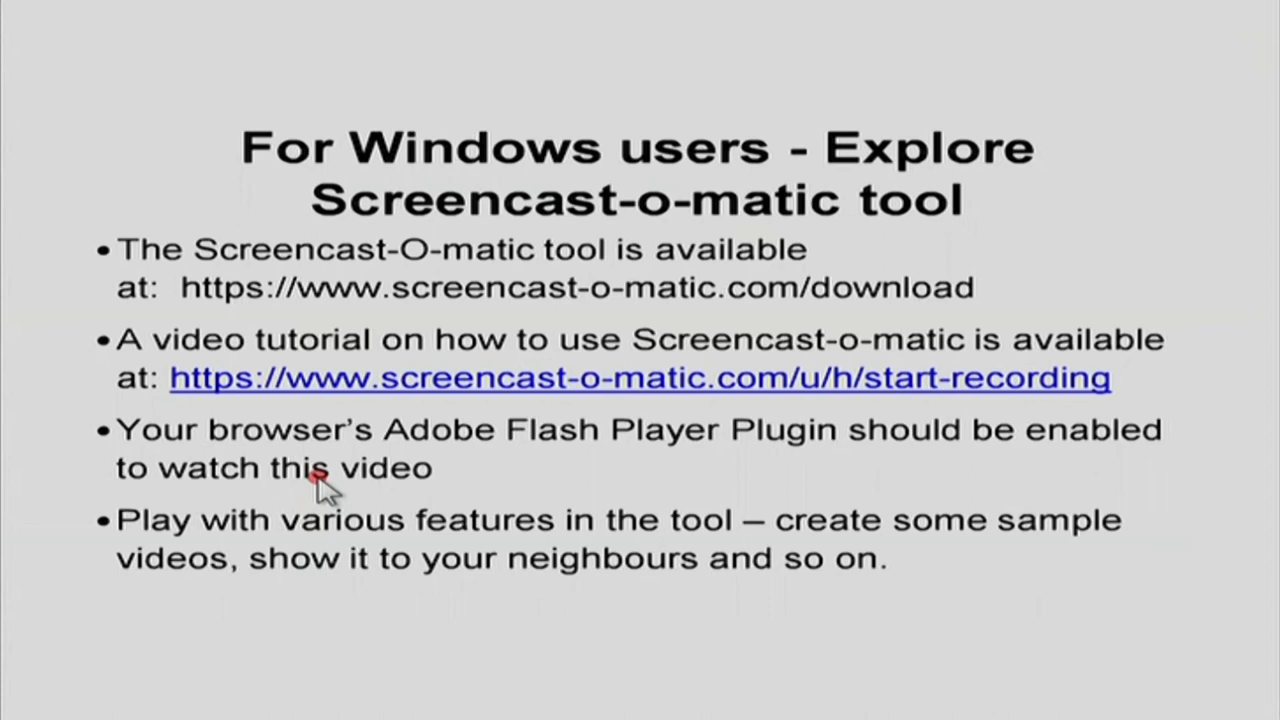 For Windows users - Explore
Screencast-o-matic tool
• The Screencast-O-matic tool is available
at: https://www.screencast-o-matic.com/download
• A video tutorial on how to use Screencast-o-matic is available
at: https://www.screencast-o-matic.com/u/h/start-recording
• Your browser’s Adobe Flash Player Plugin should be enabled
to watch this video
• Play with various features in the tool – create some sample
videos, show it to your neighbours and so on.